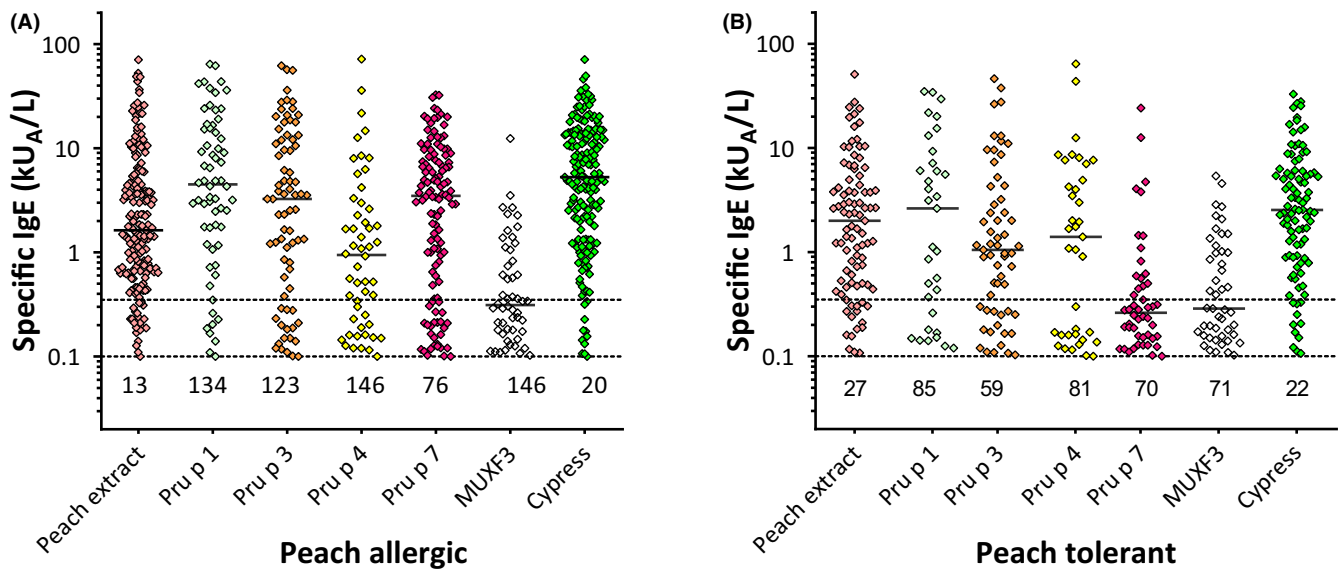 (A)
Specific IgE (kUA/L)
100
10
1
0.1
13 134 123 146 76 146 20
Peach extract
Pru p 1
Pru p 3
Pru p 4
Pru p 7
MUXF3
Cypress
Peach allergic
(B)
Specific IgE (kUA/L)
100
10
1
0.1
27 85 59 81 70 71 22
Peach extract
Pru p 1
Pru p 3
Pru p 4
Pru p 7
MUXF3
Cypress
Peach tolerant